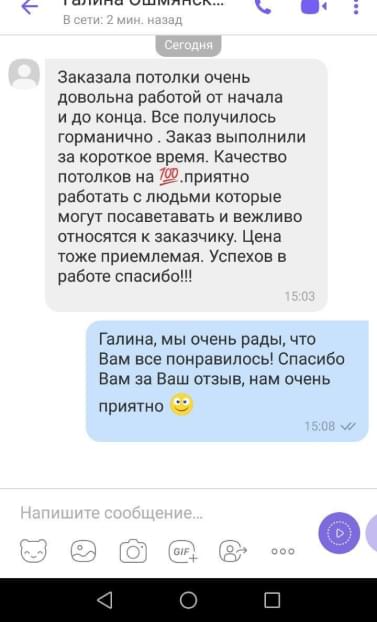 В сети: 2 мин. назад
Сегодня
Заказала потолки очень
довольна работой от начала
и до конца. Все получилось
горманично . Заказ выполнили
за короткое время. Качество
потолков на 💯.приятно
работать с людьми которые
могут посаветавать и вежливо
относятся к заказчику. Цена
тоже приемлемая. Успехов в
работе спасибо!!!
15:03
Галина, мы очень рады, что
Вам все понравилось! Спасибо
Вам за Ваш отзыв, нам очень
приятно 🙂
15:08
Напишите сообщение...
GIF